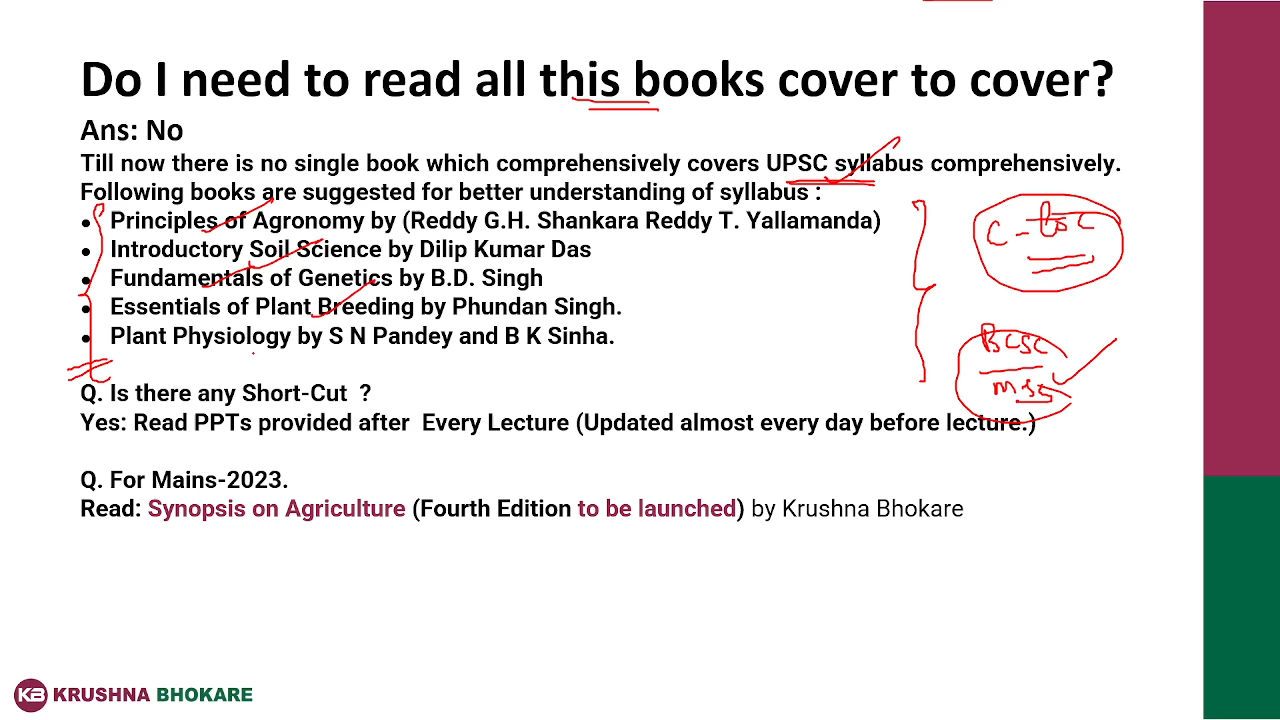 Do I need to read all this books cover to cover?
Ans: No
Till now there is no single book which comprehensively covers UPSC syllabus comprehensively.
Following books are suggested for better understanding of syllabus :
• Principles of Agronomy by (Reddy G.H. Shankara Reddy T. Yallamanda)
• Introductory Soil Science by Dilip Kumar Das
• Fundamentals of Genetics by B.D. Singh
• Essentials of Plant Breeding by Phundan Singh.
• Plant Physiology by S N Pandey and B K Sinha.
Q. Is there any Short-Cut ?
Yes: Read PPTs provided after Every Lecture (Updated almost every day before lecture.)
Q. For Mains-2023.
Read: Synopsis on Agriculture (Fourth Edition to be launched) by Krushna Bhokare
KB KRUSHNA BHOKARE